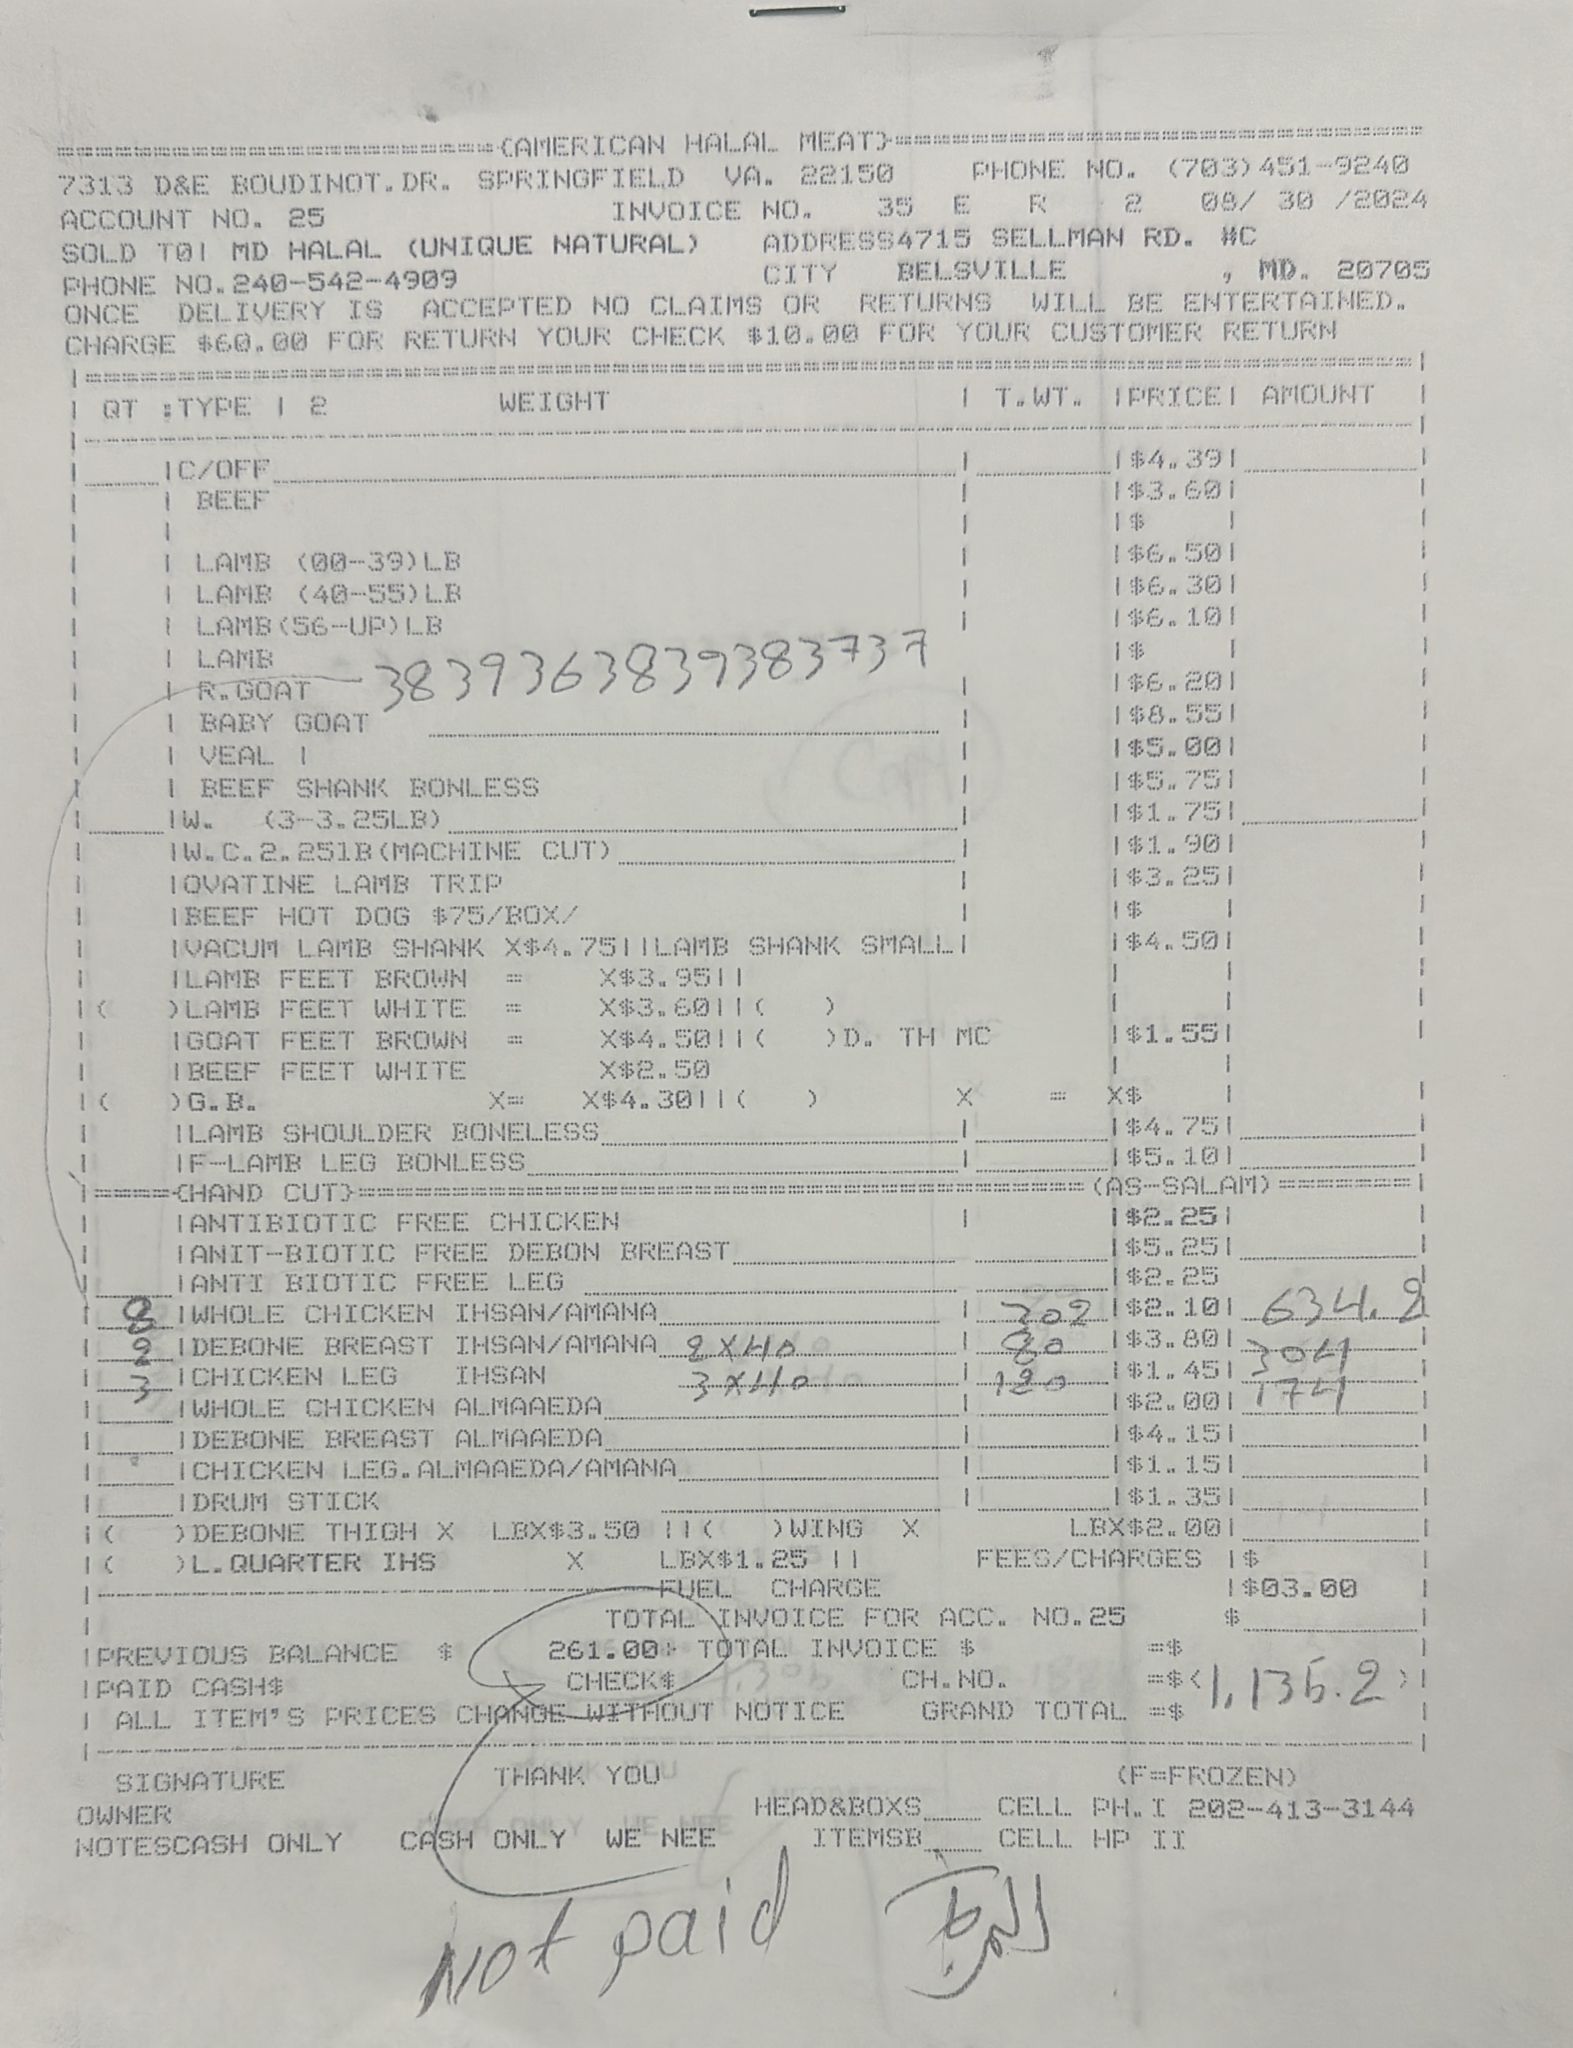 (AMERICAN HALAL MEAT)
7313 D&E BOUDINOT.DR. SPRINGFIELD VA. 22150 PHONE NO. (703)451-9240
ACCOUNT NO. 25 INVOICE NO. 35 E R 2 08/ 30 /2024
SOLD TO| MD HALAL (UNIQUE NATURAL) ADDRESS4715 SELLMAN RD. #C
PHONE NO.240-542-4909 CITY BELSVILLE , MD. 20705
ONCE DELIVERY IS ACCEPTED NO CLAIMS OR RETURNS WILL BE ENTERTAINED.
CHARGE $60.00 FOR RETURN YOUR CHECK $10.00 FOR YOUR CUSTOMER RETURN
QT :TYPE | 2 WEIGHT | T.WT. |PRICE| AMOUNT
|C/OFF | |$4.39|
| BEEF |$3.60|
|$ |
LAMB (00-39)LB |$6.50|
| LAMB (40-55)LB |$6.30|
| LAMB(56-UP)LB |$6.10|
| LAMB |$ |
| R.GOAT 3839363839383737 |$6.20|
| BABY GOAT |$8.55|
| VEAL | |$5.00|
| BEEF SHANK BONLESS |$5.75|
|W. (3-3.25LB) |$1.75|
|W.C.2.251B(MACHINE CUT) |$1.90|
|OVATINE LAMB TRIP |$3.25|
|BEEF HOT DOG $75/BOX/ |$ |
|VACUM LAMB SHANK X$4.75||LAMB SHANK SMALL| |$4.50|
|LAMB FEET BROWN = X$3.95||
|( )LAMB FEET WHITE = X$3.60||( )
|GOAT FEET BROWN = X$4.50||( )D. TH MC |$1.55|
|BEEF FEET WHITE X$2.50
|( )G.B. X= X$4.30||( ) X = X$ |
|LAMB SHOULDER BONELESS |$4.75|
|F-LAMB LEG BONLESS |$5.10|
|=====(HAND CUT)===== (AS-SALAM)=======|
|ANTIBIOTIC FREE CHICKEN |$2.25|
|ANIT-BIOTIC FREE DEBON BREAST |$5.25|
|ANTI BIOTIC FREE LEG |$2.25
8 |WHOLE CHICKEN IHSAN/AMANA 302 |$2.10| 634.2
2 |DEBONE BREAST IHSAN/AMANA 2X40 80 |$3.80| 304
3 |CHICKEN LEG IHSAN 3X40 120 |$1.45| 174
|WHOLE CHICKEN ALMAAEDA |$2.00|
|DEBONE BREAST ALMAAEDA |$4.15|
|CHICKEN LEG.ALMAAEDA/AMANA |$1.15|
|DRUM STICK |$1.35|
|( )DEBONE THIGH X LBX$3.50 ||( )WING X LBX$2.00|
|( )L.QUARTER IHS X LBX$1.25 || FEES/CHARGES |$
FUEL CHARGE |$03.00
TOTAL INVOICE FOR ACC. NO.25 $
|PREVIOUS BALANCE $ 261.00+ TOTAL INVOICE $ =$
|PAID CASH$ CHECK$ CH.NO. =$( 1,135.2 )|
| ALL ITEM'S PRICES CHANGE WITHOUT NOTICE GRAND TOTAL =$
SIGNATURE THANK YOU (F=FROZEN)
OWNER HEAD&BOXS CELL PH.I 202-413-3144
NOTESCASH ONLY CASH ONLY WE NEE ITEMSB CELL HP II
Not paid